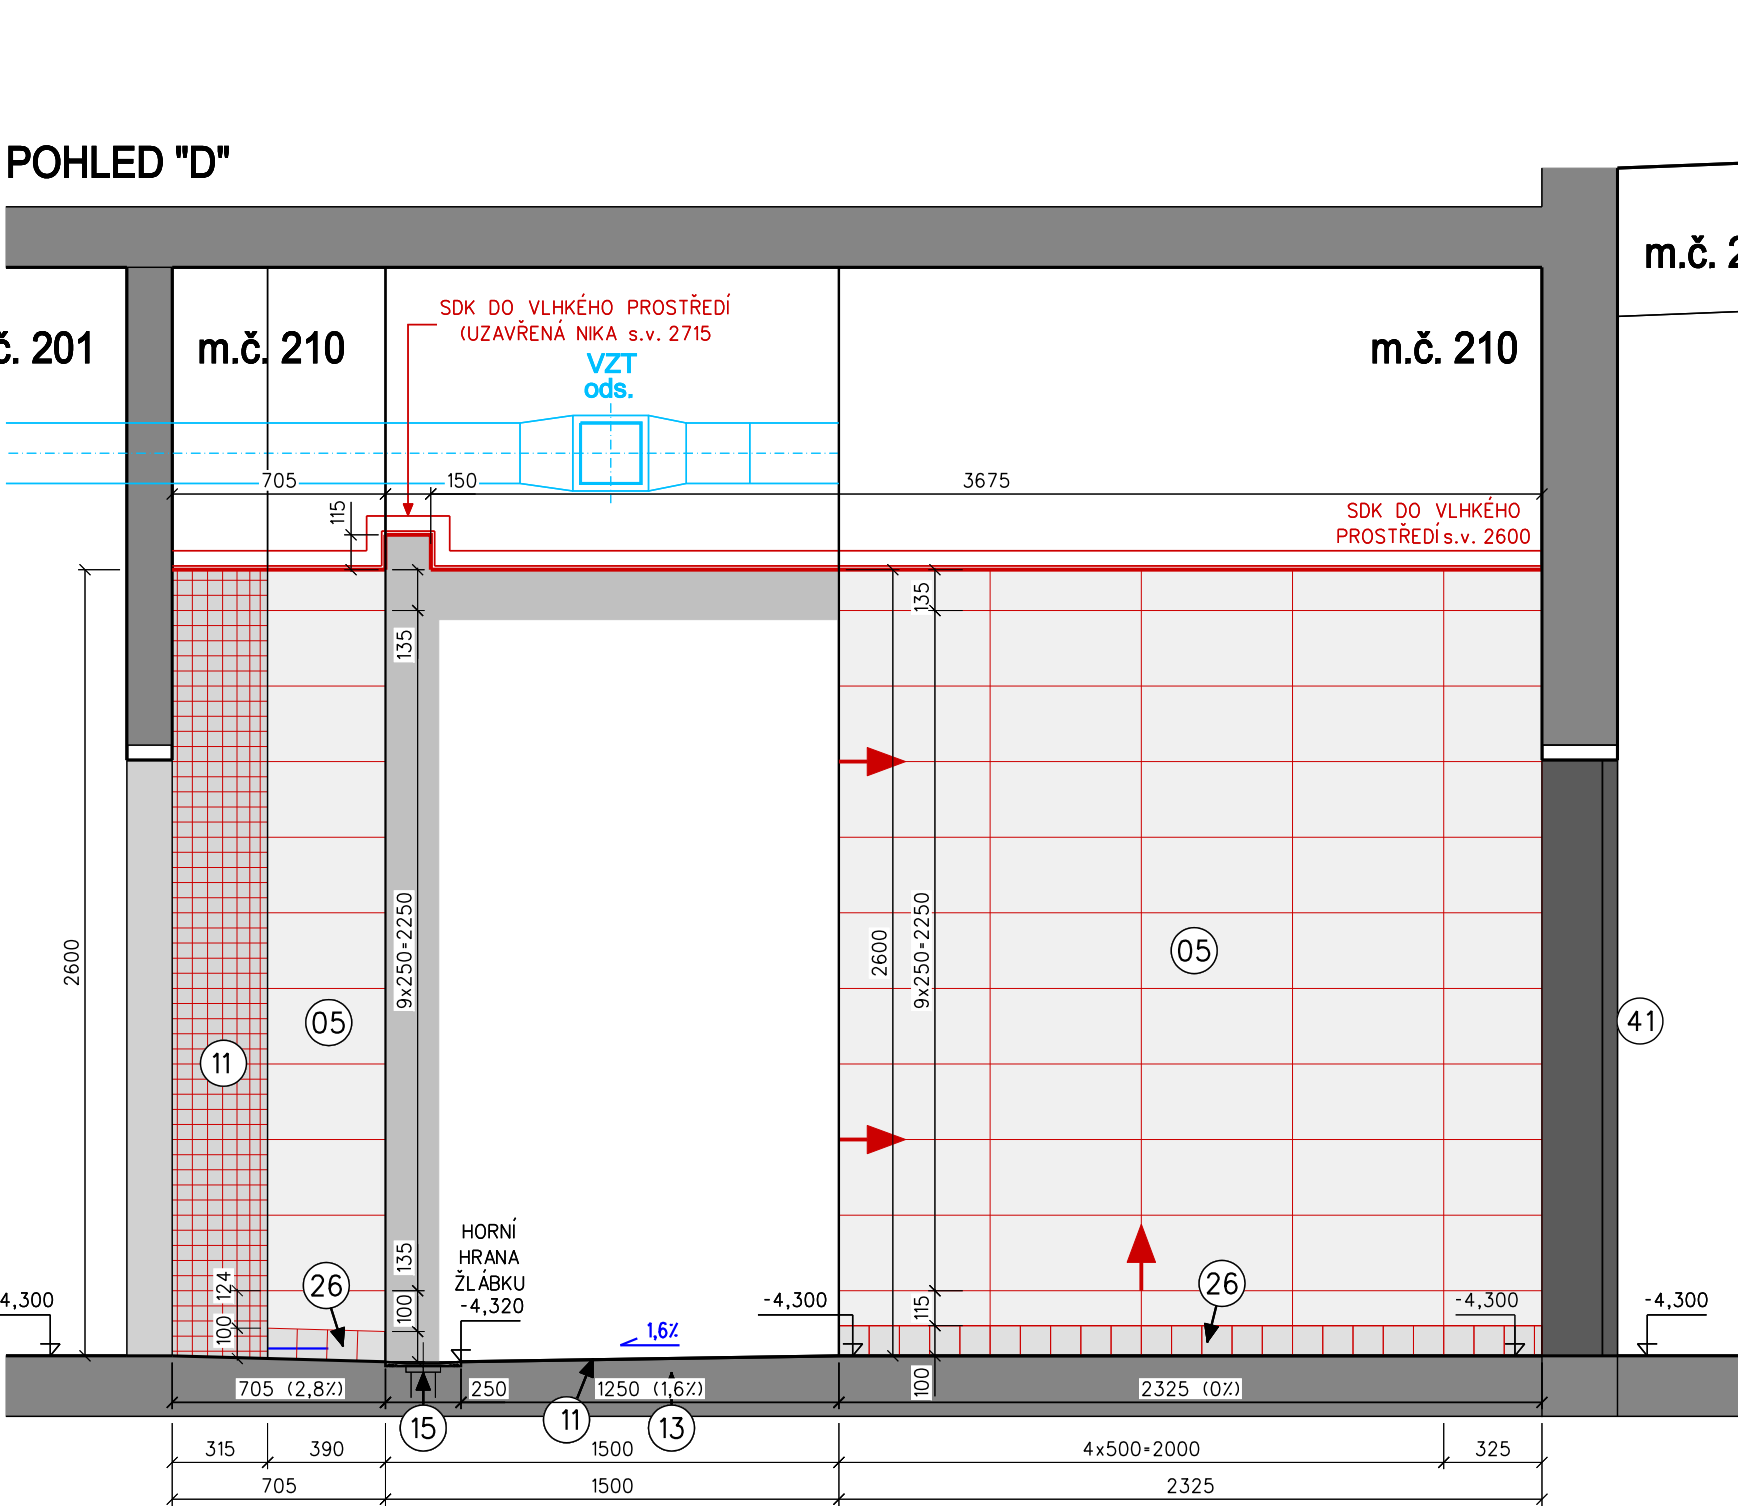 POHLED "D"
m.č. 2
SDK DO VLHKÉHO PROSTŘEDÍ
(UZAVŘENÁ NIKA s.v. 2715
č. 201
m.č. 210
m.č. 210
VZT
ods.
705
150
3675
115
SDK DO VLHKÉHO
PROSTŘEDÍ s.v. 2600
135
135
2600
9x250=2250
2600
9x250=2250
05
05
11
41
HORNÍ
HRANA
ŽLÁBKU
-4,320
135
124
26
26
100
100
115
4,300
-4,300
-4,300
-4,300
1,6%
705 (2,8%)
250
1250 (1,6%)
100
2325 (0%)
15
11
13
315
390
1500
4x500=2000
325
705
1500
2325